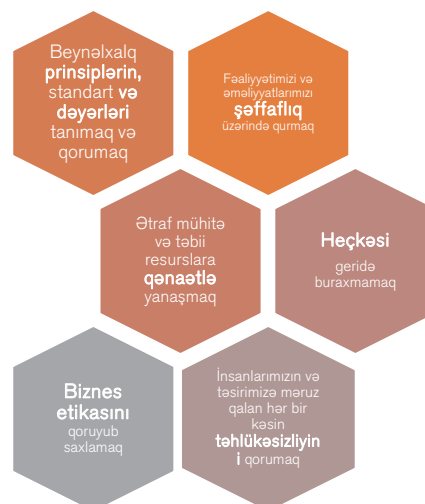 Beynəlxalq
prinsiplərin,
standart və
dəyərləri
tanımaq və
qorumaq
Fəaliyyətimizi və
əməliyyatlarımızı
şəffaflıq
üzərində qurmaq
Ətraf mühitə
və təbii
resurslara
qənaətlə
yanaşmaq
Heçkəsi
geridə
buraxmamaq
Biznes
etikasını
qoruyub
saxlamaq
İnsanlarımızın və
təsirimizə məruz
qalan hər bir
kəsin
təhlükəsizliyin
i qorumaq